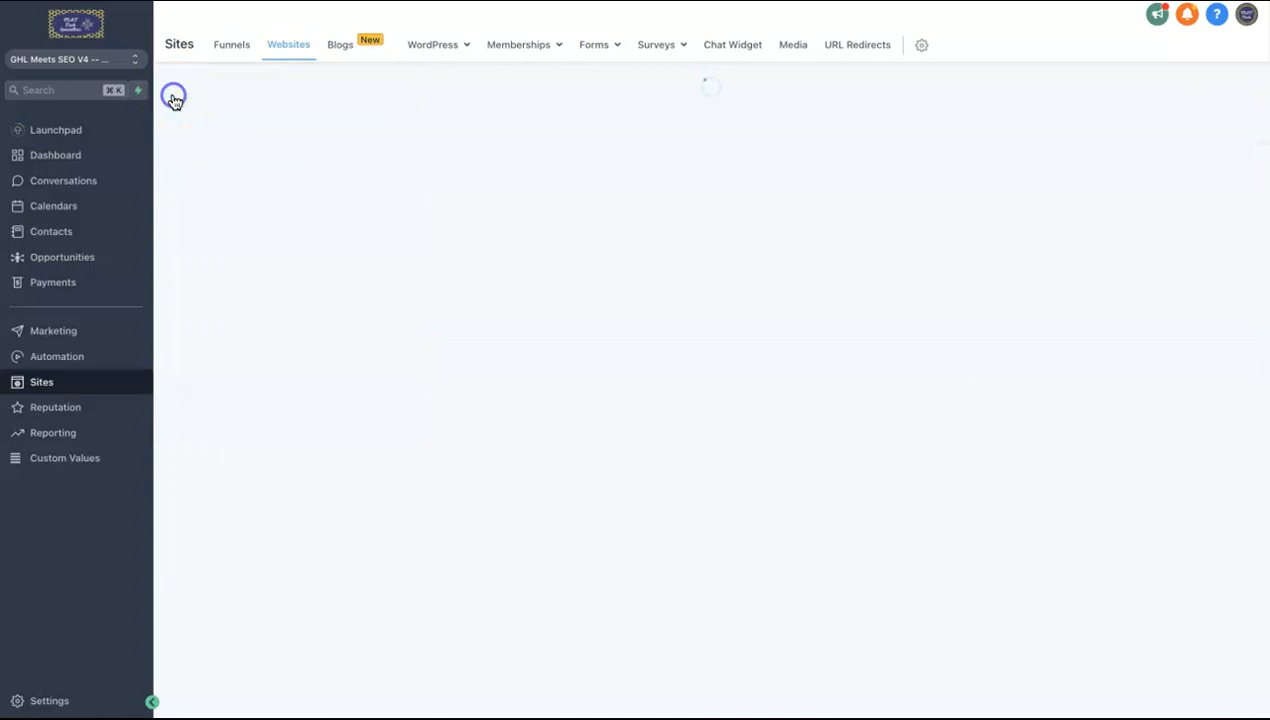 Sites
Funnels
Websites
Blogs
New
WordPress
Memberships
Forms
Surveys
Chat Widget
Media
URL Redirects
?
GHL Meets SEO V4 -- ...
Search
⌘ K
Launchpad
Dashboard
Conversations
Calendars
Contacts
Opportunities
Payments
Marketing
Automation
Sites
Reputation
Reporting
Custom Values
Settings